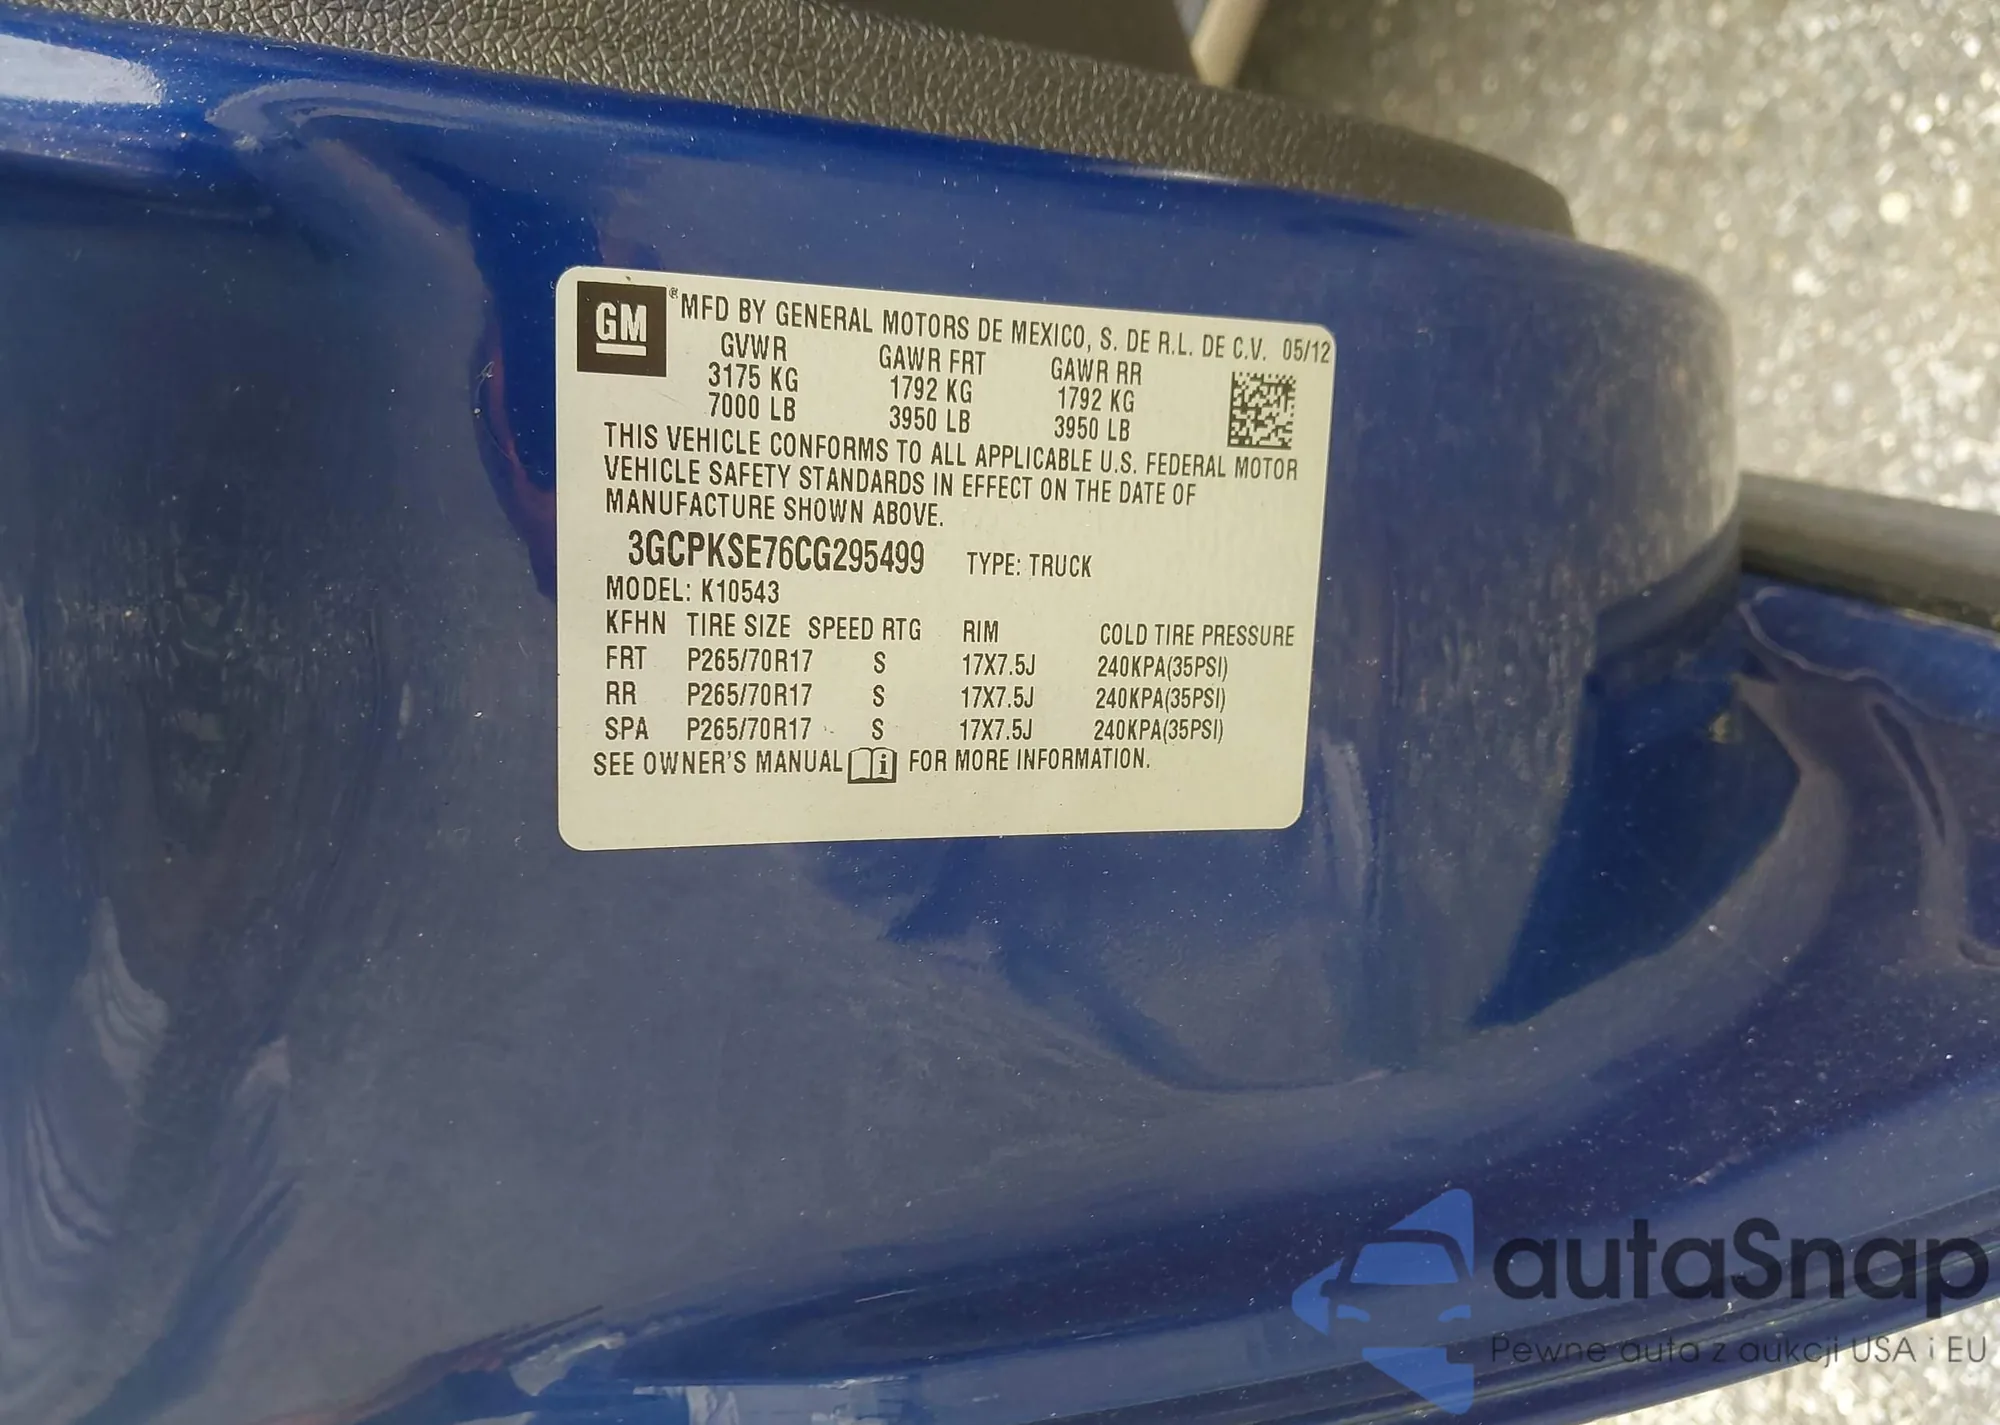 GM ® MFD BY GENERAL MOTORS DE MEXICO, S. DE R.L. DE C.V. 05/12
GVWR GAWR FRT GAWR RR
3175 KG 1792 KG 1792 KG
7000 LB 3950 LB 3950 LB
THIS VEHICLE CONFORMS TO ALL APPLICABLE U.S. FEDERAL MOTOR
VEHICLE SAFETY STANDARDS IN EFFECT ON THE DATE OF
MANUFACTURE SHOWN ABOVE.
3GCPKSE76CG295499 TYPE: TRUCK
MODEL: K10543
KFHN TIRE SIZE SPEED RTG RIM COLD TIRE PRESSURE
FRT P265/70R17 S 17X7.5J 240KPA(35PSI)
RR P265/70R17 S 17X7.5J 240KPA(35PSI)
SPA P265/70R17 S 17X7.5J 240KPA(35PSI)
SEE OWNER'S MANUAL i FOR MORE INFORMATION.
autaSnap
Pewne auta z aukcji USA i EU